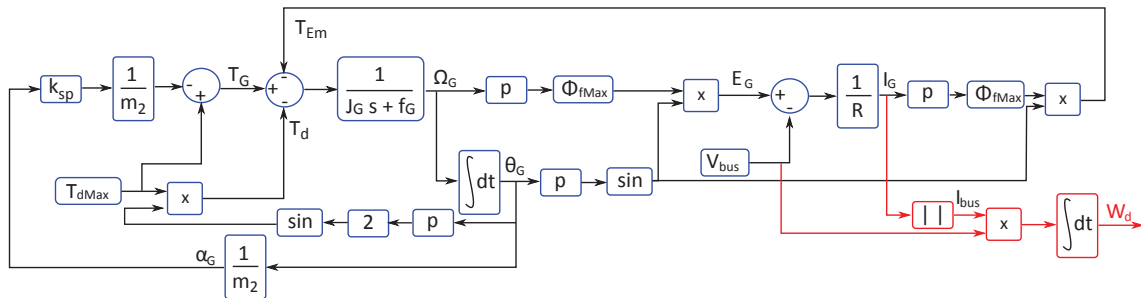 T_Em
k_sp
1
m_2
-
+
T_G
+
-
-
T_d
1
J_G s + f_G
Ω_G
p
Φ_fMax
x
E_G
+
-
1
R
I_G
p
Φ_fMax
x
V_bus
T_dMax
x
∫dt
θ_G
p
sin
sin
2
p
| |
I_bus
x
∫dt
W_d
α_G
1
m_2